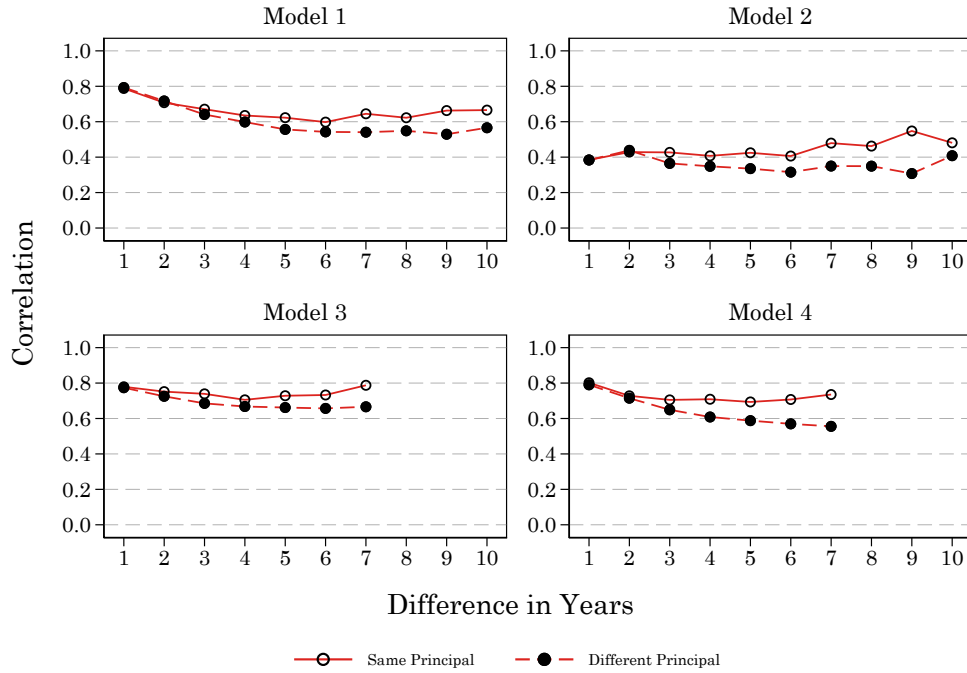 Model 1
Model 2
1.0
0.8
0.6
0.4
0.2
0.0
1 2 3 4 5 6 7 8 9 10
1.0
0.8
0.6
0.4
0.2
0.0
1 2 3 4 5 6 7 8 9 10
Correlation
Model 3
Model 4
1.0
0.8
0.6
0.4
0.2
0.0
1 2 3 4 5 6 7 8 9 10
1.0
0.8
0.6
0.4
0.2
0.0
1 2 3 4 5 6 7 8 9 10
Difference in Years
Same Principal
Different Principal